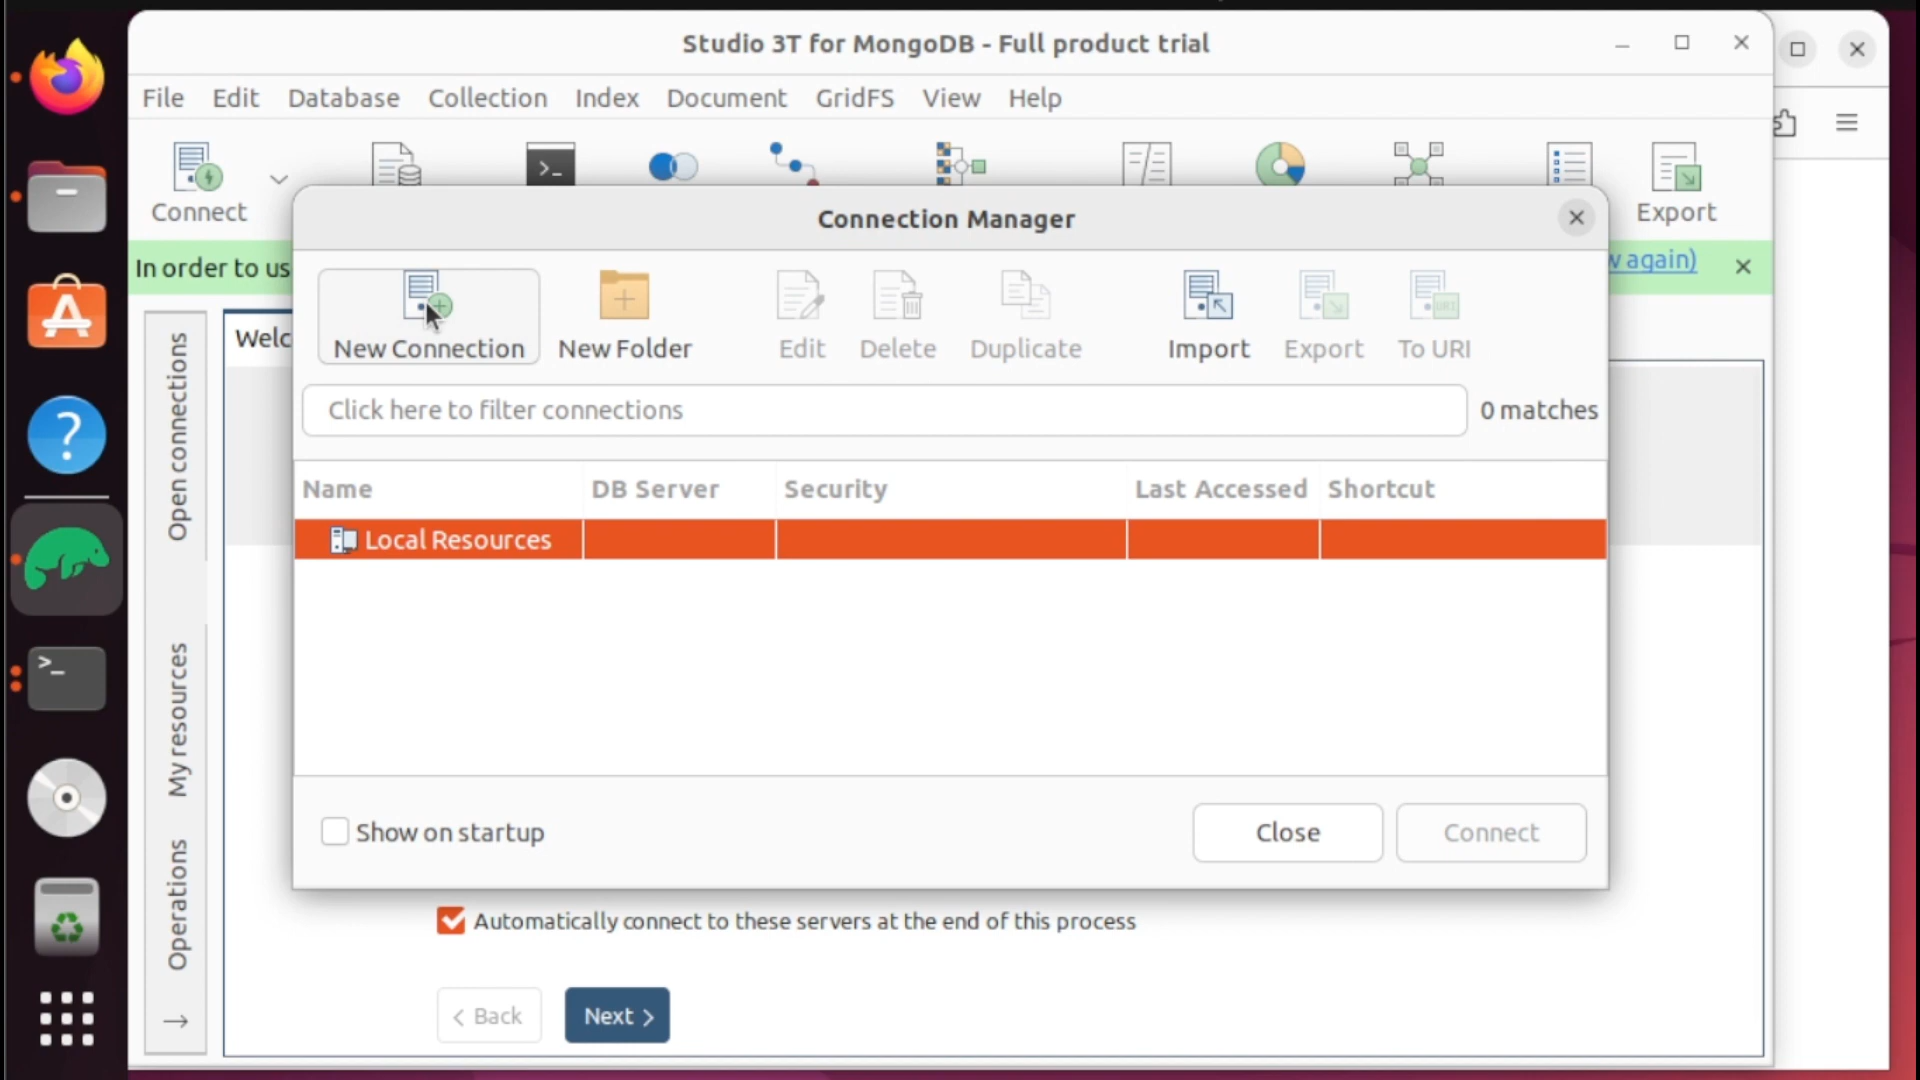 Studio 3T for MongoDB - Full product trial
File Edit Database Collection Index Document GridFS View Help
Connect
Export
In order to us
w again)
Connection Manager
New Connection New Folder Edit Delete Duplicate Import Export To URI
Click here to filter connections
0 matches
Name DB Server Security Last Accessed Shortcut
Local Resources
Show on startup
Close Connect
Open connections
My resources
Operations
Welc
Automatically connect to these servers at the end of this process
< Back Next >